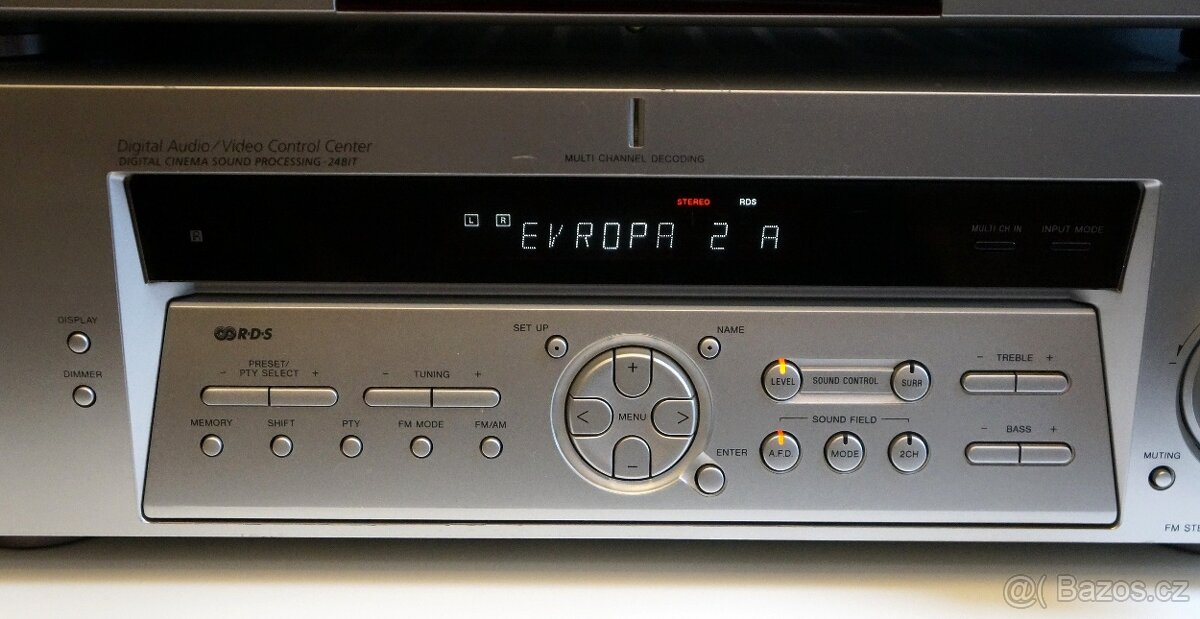 Digital Audio/Video Control Center
DIGITAL CINEMA SOUND PROCESSING-24BIT
MULTI CHANNEL DECODING
STEREO RDS
L R
EVROPA 2 A
MULTI CH IN INPUT MODE
DISPLAY
DIMMER
R·D·S
SET UP
NAME
PRESET/
- PTY SELECT +
- TUNING +
MEMORY SHIFT PTY FM MODE FM/AM
+
< MENU >
-
ENTER
LEVEL SOUND CONTROL SURR
SOUND FIELD
A.F.D. MODE 2CH
- TREBLE +
- BASS +
MUTING
FM STE
@( Bazos.cz